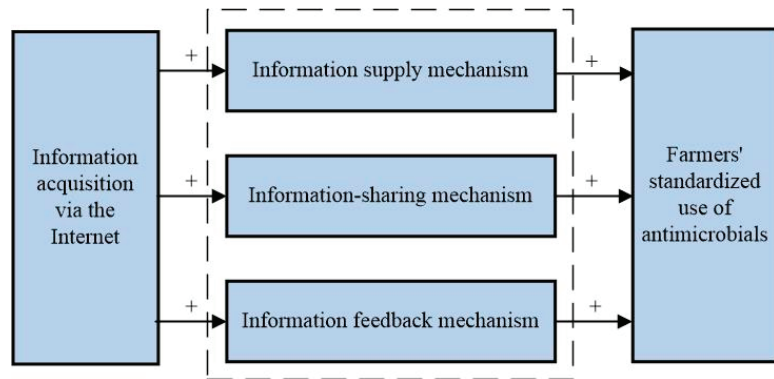 Information
acquisition
via the
Internet
+
+
+
Information supply mechanism
Information-sharing mechanism
Information feedback mechanism
+
+
+
Farmers'
standardized
use of
antimicrobials